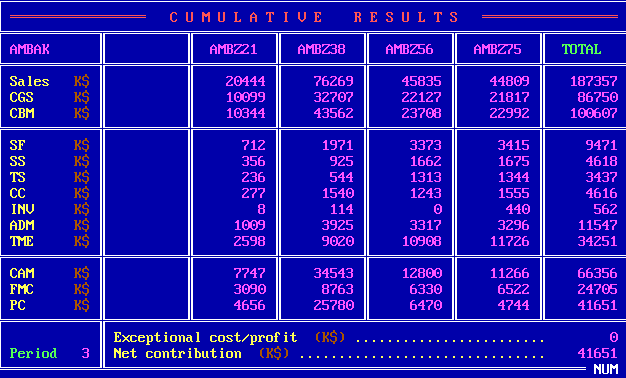 CUMULATIVE RESULTS
AMBAK AMBZ21 AMBZ38 AMBZ56 AMBZ75 TOTAL
Sales K$ 20444 76269 45835 44809 187357
CGS K$ 10099 32707 22127 21817 86750
CBM K$ 10344 43562 23708 22992 100607
SF K$ 712 1971 3373 3415 9471
SS K$ 356 925 1662 1675 4618
TS K$ 236 544 1313 1344 3437
CC K$ 277 1540 1243 1555 4616
INV K$ 8 114 0 440 562
ADM K$ 1009 3925 3317 3296 11547
TME K$ 2598 9020 10908 11726 34251
CAM K$ 7747 34543 12800 11266 66356
FMC K$ 3090 8763 6330 6522 24705
PC K$ 4656 25780 6470 4744 41651
Exceptional cost/profit (K$) ........................ 0
Period 3 Net contribution (K$) ............................... 41651
NUM